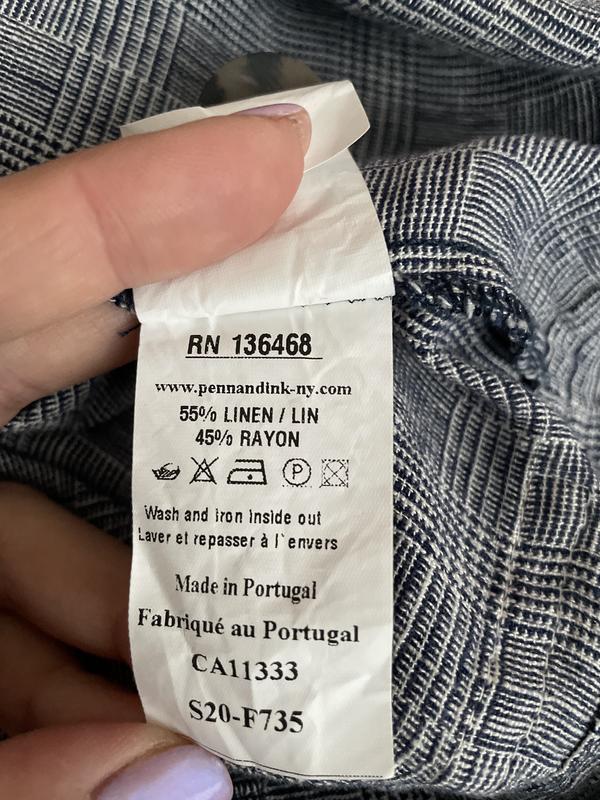 RN 136468
www.pennandink-ny.com
55% LINEN / LIN
45% RAYON
P
Wash and iron inside out
Laver et repasser à l'envers
Made in Portugal
Fabriqué au Portugal
CA11333
S20-F735